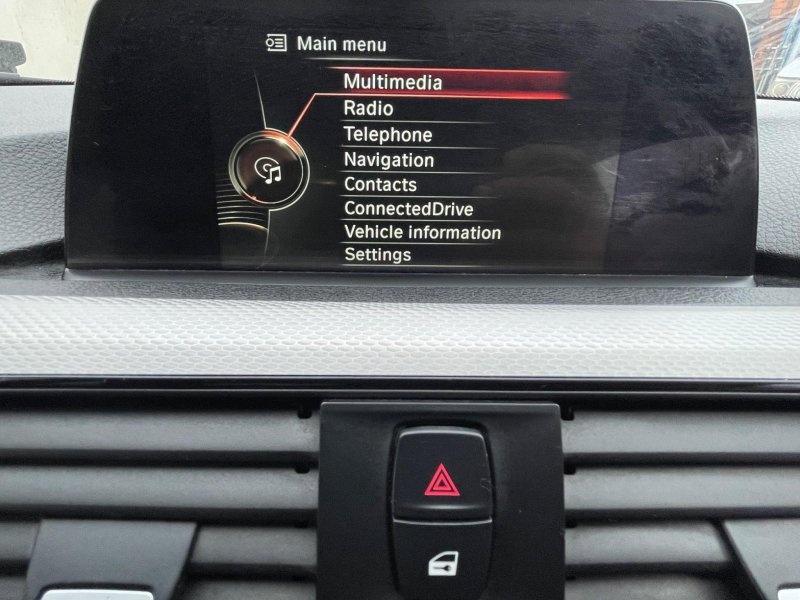 Main menu
Multimedia
Radio
Telephone
Navigation
Contacts
ConnectedDrive
Vehicle information
Settings